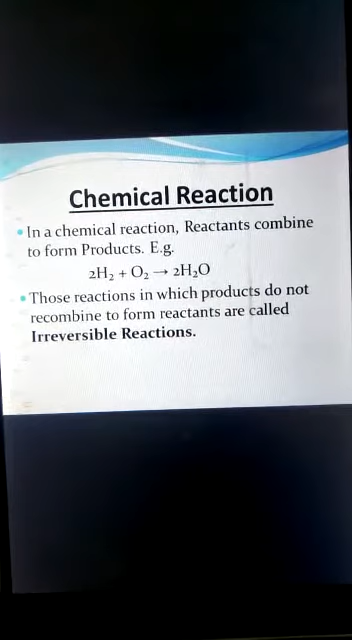 Chemical Reaction
• In a chemical reaction, Reactants combine
to form Products. E.g.
2H₂ + O₂ → 2H₂O
• Those reactions in which products do not
recombine to form reactants are called
Irreversible Reactions.